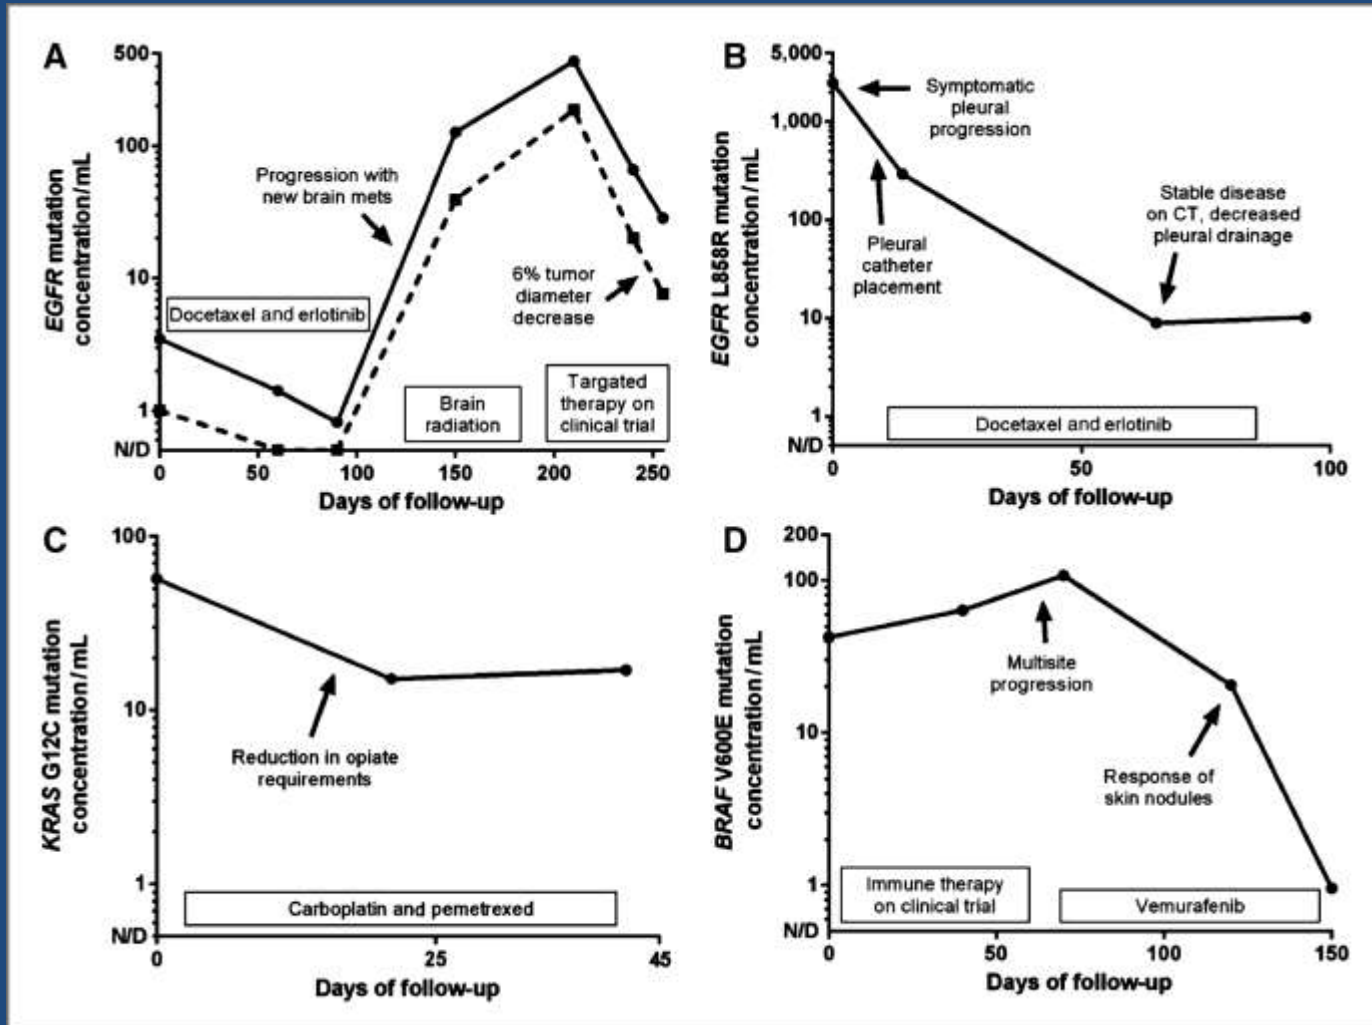 A
500
100
10
1
N/D
EGFR mutation
concentration/mL
Progression with
new brain mets
6% tumor
diameter
decrease
Docetaxel and erlotinib
Brain
radiation
Targated
therapy on
clinical trial
0
50
100
150
200
250
Days of follow-up
B
5,000
1,000
100
10
1
N/D
EGFR L858R mutation
concentration/mL
Symptomatic
pleural
progression
Pleural
catheter
placement
Stable disease
on CT, decreased
pleural drainage
Docetaxel and erlotinib
0
50
100
Days of follow-up
C
100
10
1
N/D
KRAS G12C mutation
concentration/mL
Reduction in opiate
requirements
Carboplatin and pemetrexed
0
25
45
Days of follow-up
D
200
100
10
1
N/D
BRAF V600E mutation
concentration/mL
Multisite
progression
Response of
skin nodules
Immune therapy
on clinical trial
Vemurafenib
0
50
100
150
Days of follow-up